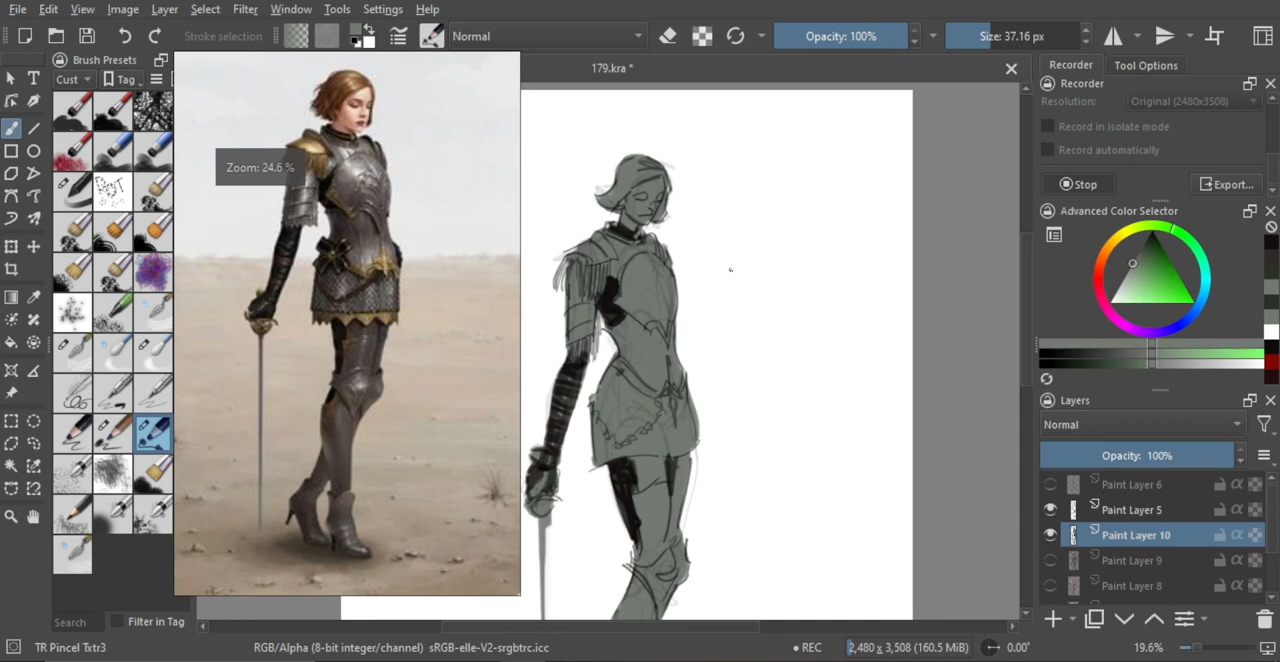 File Edit View Image Layer Select Filter Window Tools Settings Help
Stroke selection Normal Opacity: 100% Size: 37.16 px
Brush Presets 179.kra * Recorder Tool Options
Cust Tag Recorder
Resolution: Original (2480x3508)
Record in isolate mode
Record automatically
Zoom: 24.6 %
Stop Export...
Advanced Color Selector
Layers
Normal
Opacity: 100%
Paint Layer 6
Paint Layer 5
Paint Layer 10
Paint Layer 9
Paint Layer 8
Search Filter in Tag
TR Pincel Txtr3 RGB/Alpha (8-bit integer/channel) sRGB-elle-V2-srgbtrc.icc REC 2,480 x 3,508 (160.5 MiB) 0.00° 19.6%